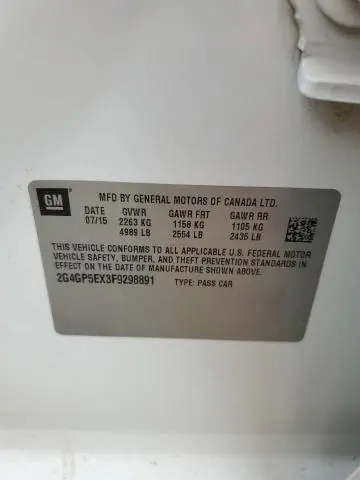 GM
MFD BY GENERAL MOTORS OF CANADA LTD.
DATE GVWR GAWR FRT GAWR RR
07/15 2263 KG 1158 KG 1105 KG
4989 LB 2554 LB 2435 LB
THIS VEHICLE CONFORMS TO ALL APPLICABLE U.S. FEDERAL MOTOR
VEHICLE SAFETY, BUMPER, AND THEFT PREVENTION STANDARDS IN
EFFECT ON THE DATE OF MANUFACTURE SHOWN ABOVE.
2G4GP5EX3F9298891 TYPE: PASS CAR